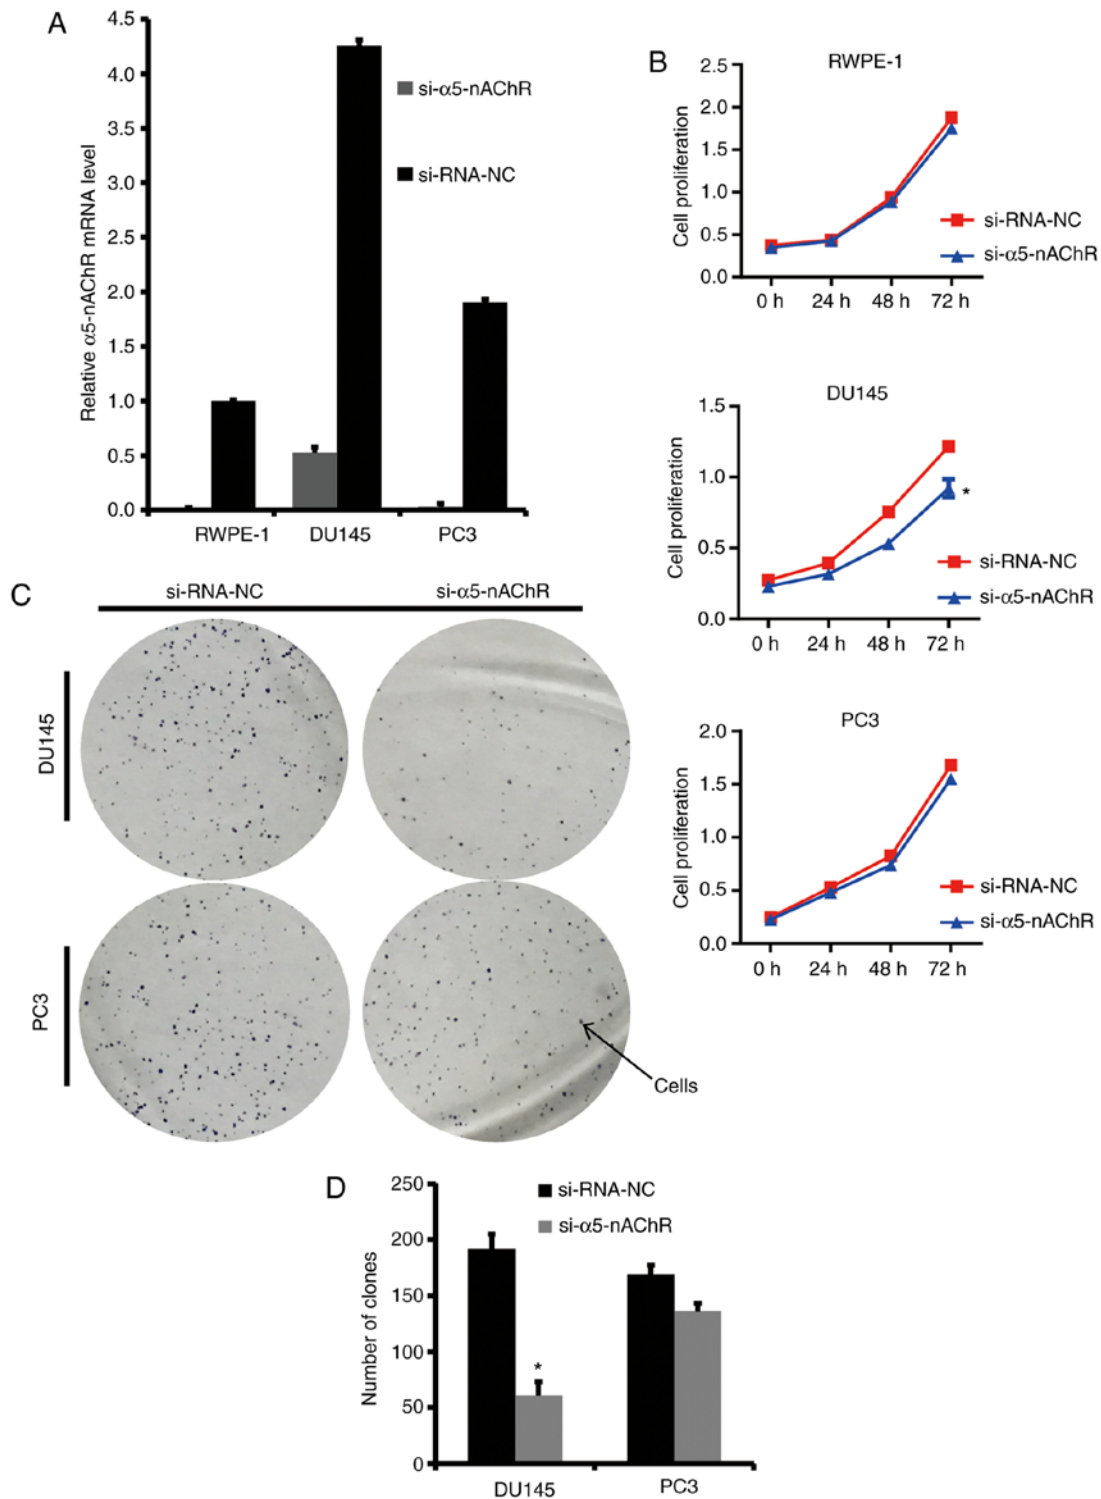 A
4.5
4.0
3.5
3.0
2.5
2.0
1.5
1.0
0.5
0.0
Relative α5-nAChR mRNA level
si-α5-nAChR
si-RNA-NC
RWPE-1
DU145
PC3
B
RWPE-1
2.5
2.0
1.5
1.0
0.5
0.0
Cell proliferation
si-RNA-NC
si-α5-nAChR
0 h
24 h
48 h
72 h
DU145
1.5
1.0
0.5
0.0
Cell proliferation
*
si-RNA-NC
si-α5-nAChR
0 h
24 h
48 h
72 h
PC3
2.0
1.5
1.0
0.5
0.0
Cell proliferation
si-RNA-NC
si-α5-nAChR
0 h
24 h
48 h
72 h
C
si-RNA-NC
si-α5-nAChR
DU145
PC3
Cells
D
250
200
150
100
50
0
Number of clones
si-RNA-NC
si-α5-nAChR
*
DU145
PC3